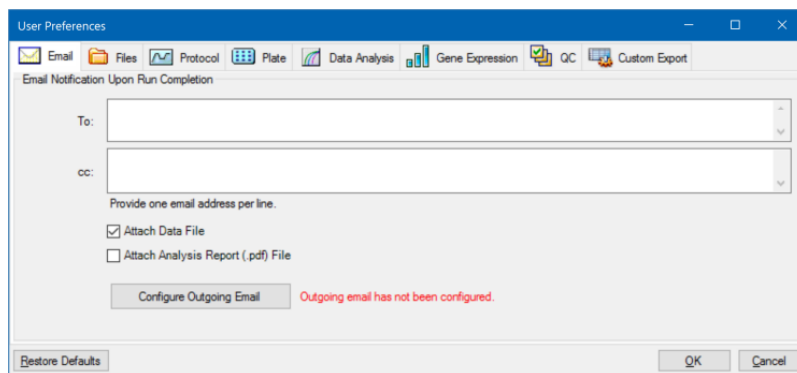 User Preferences
Email Files Protocol Plate Data Analysis Gene Expression QC Custom Export
Email Notification Upon Run Completion
To:
cc:
Provide one email address per line.
Attach Data File
Attach Analysis Report (.pdf) File
Configure Outgoing Email Outgoing email has not been configured.
Restore Defaults OK Cancel